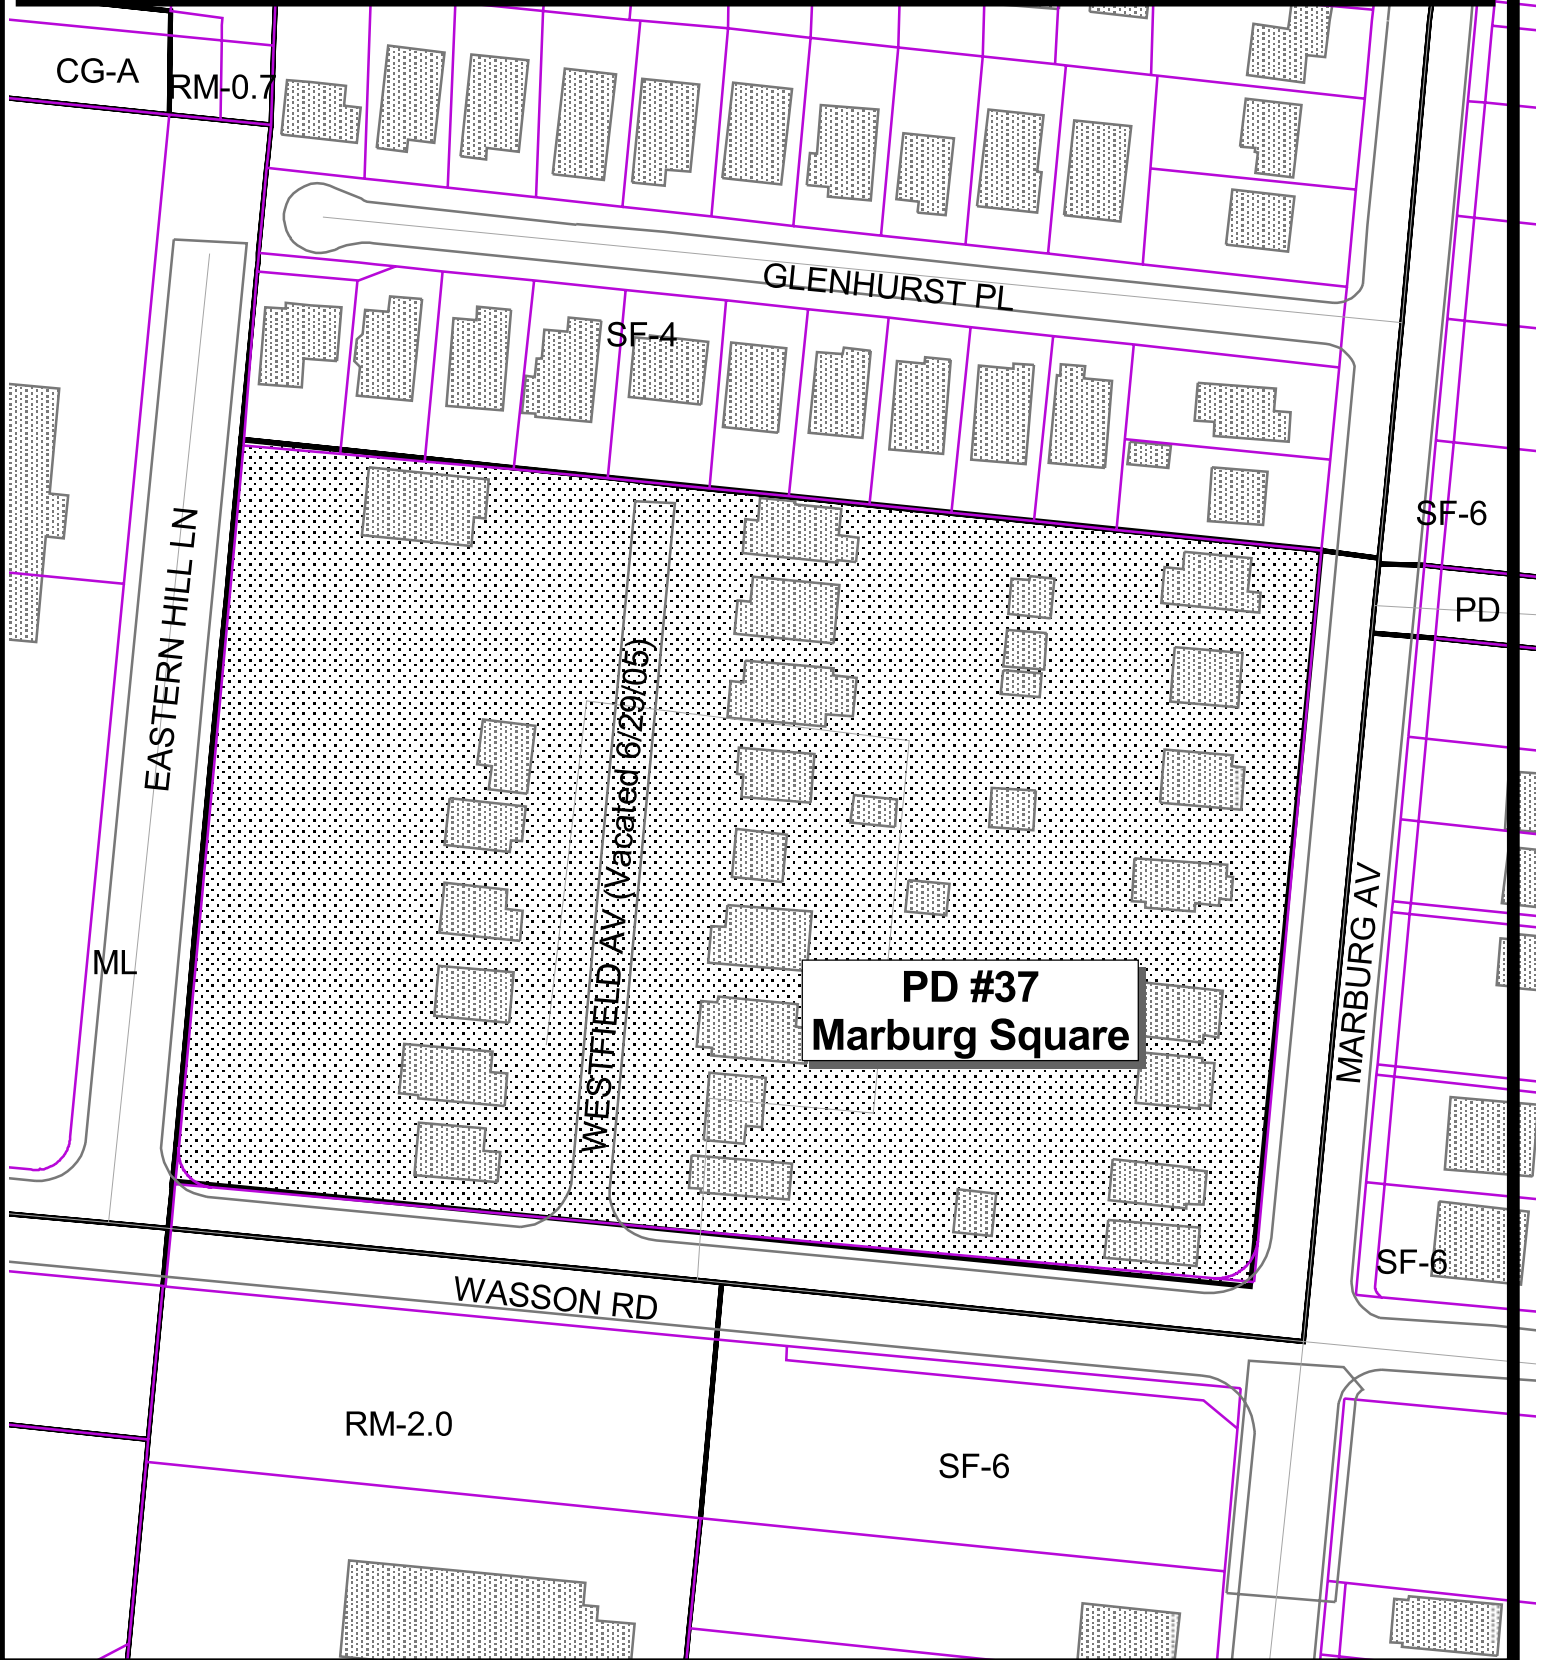 CG-A
RM-0.7
GLENHURST PL
SF-4
SF-6
PD
EASTERN HILL LN
WESTFIELD AV (Vacated 6/29/05)
MARBURG AV
ML
PD #37
Marburg Square
SF-6
WASSON RD
RM-2.0
SF-6